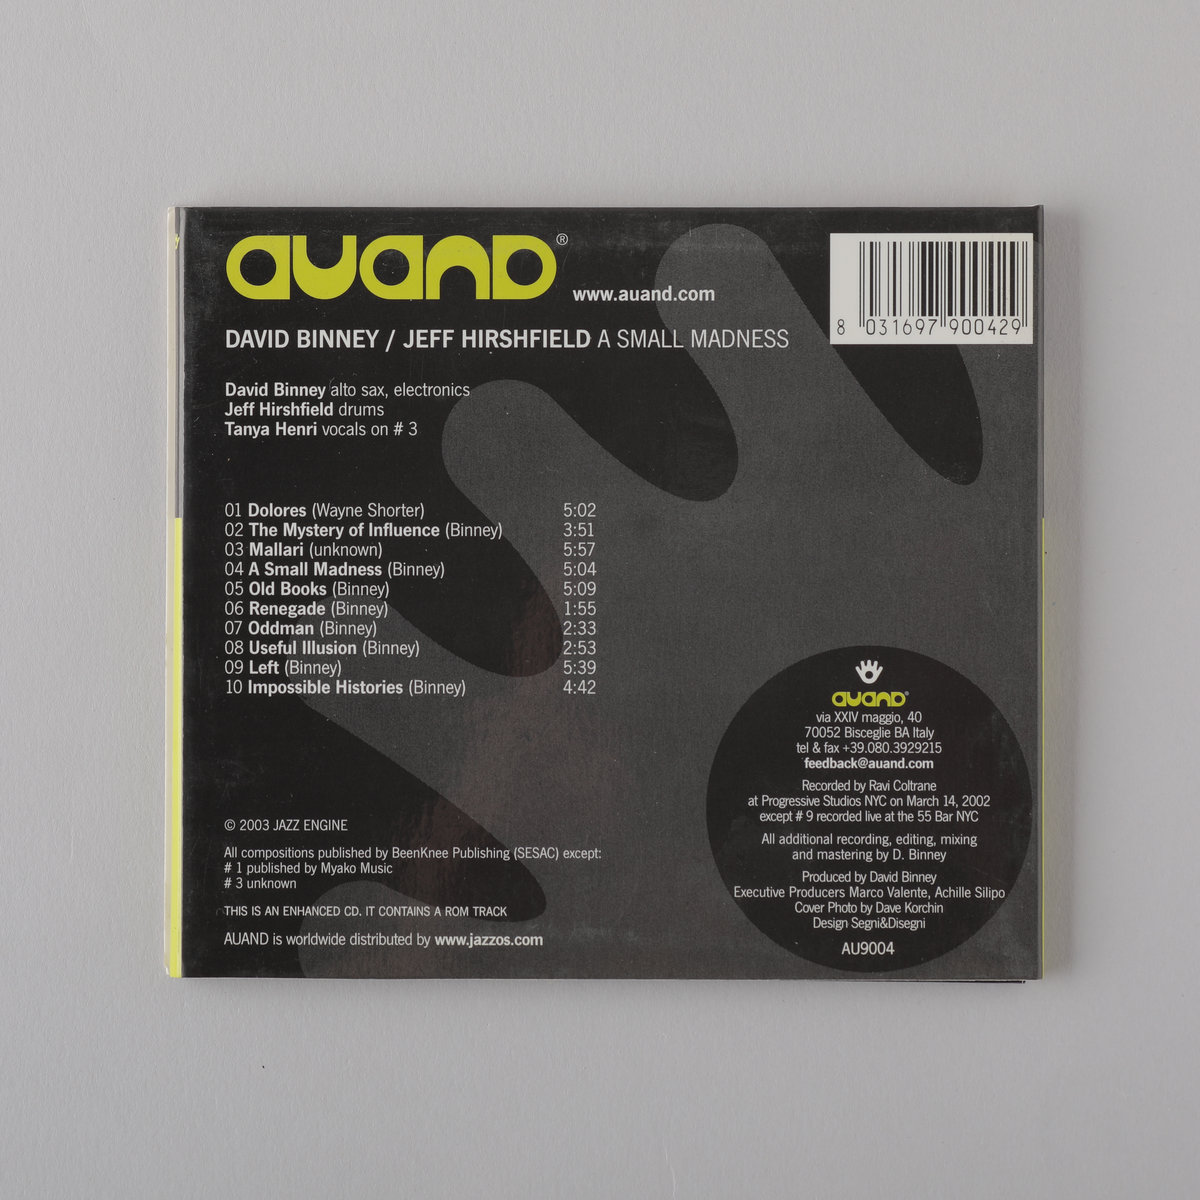 AUAND®
www.auand.com
8 031697 900429
DAVID BINNEY / JEFF HIRSHFIELD A SMALL MADNESS
David Binney alto sax, electronics
Jeff Hirshfield drums
Tanya Henri vocals on # 3
01 Dolores (Wayne Shorter) 5:02
02 The Mystery of Influence (Binney) 3:51
03 Mallari (unknown) 5:57
04 A Small Madness (Binney) 5:04
05 Old Books (Binney) 5:09
06 Renegade (Binney) 1:55
07 Oddman (Binney) 2:33
08 Useful Illusion (Binney) 2:53
09 Left (Binney) 5:39
10 Impossible Histories (Binney) 4:42
© 2003 JAZZ ENGINE
All compositions published by BeenKnee Publishing (SESAC) except:
# 1 published by Myako Music
# 3 unknown
THIS IS AN ENHANCED CD. IT CONTAINS A ROM TRACK
AUAND is worldwide distributed by www.jazzos.com
AUAND®
via XXIV maggio, 40
70052 Bisceglie BA Italy
tel & fax +39.080.3929215
feedback@auand.com
Recorded by Ravi Coltrane
at Progressive Studios NYC on March 14, 2002
except # 9 recorded live at the 55 Bar NYC
All additional recording, editing, mixing
and mastering by D. Binney
Produced by David Binney
Executive Producers Marco Valente, Achille Silipo
Cover Photo by Dave Korchin
Design Segni&Disegni
AU9004